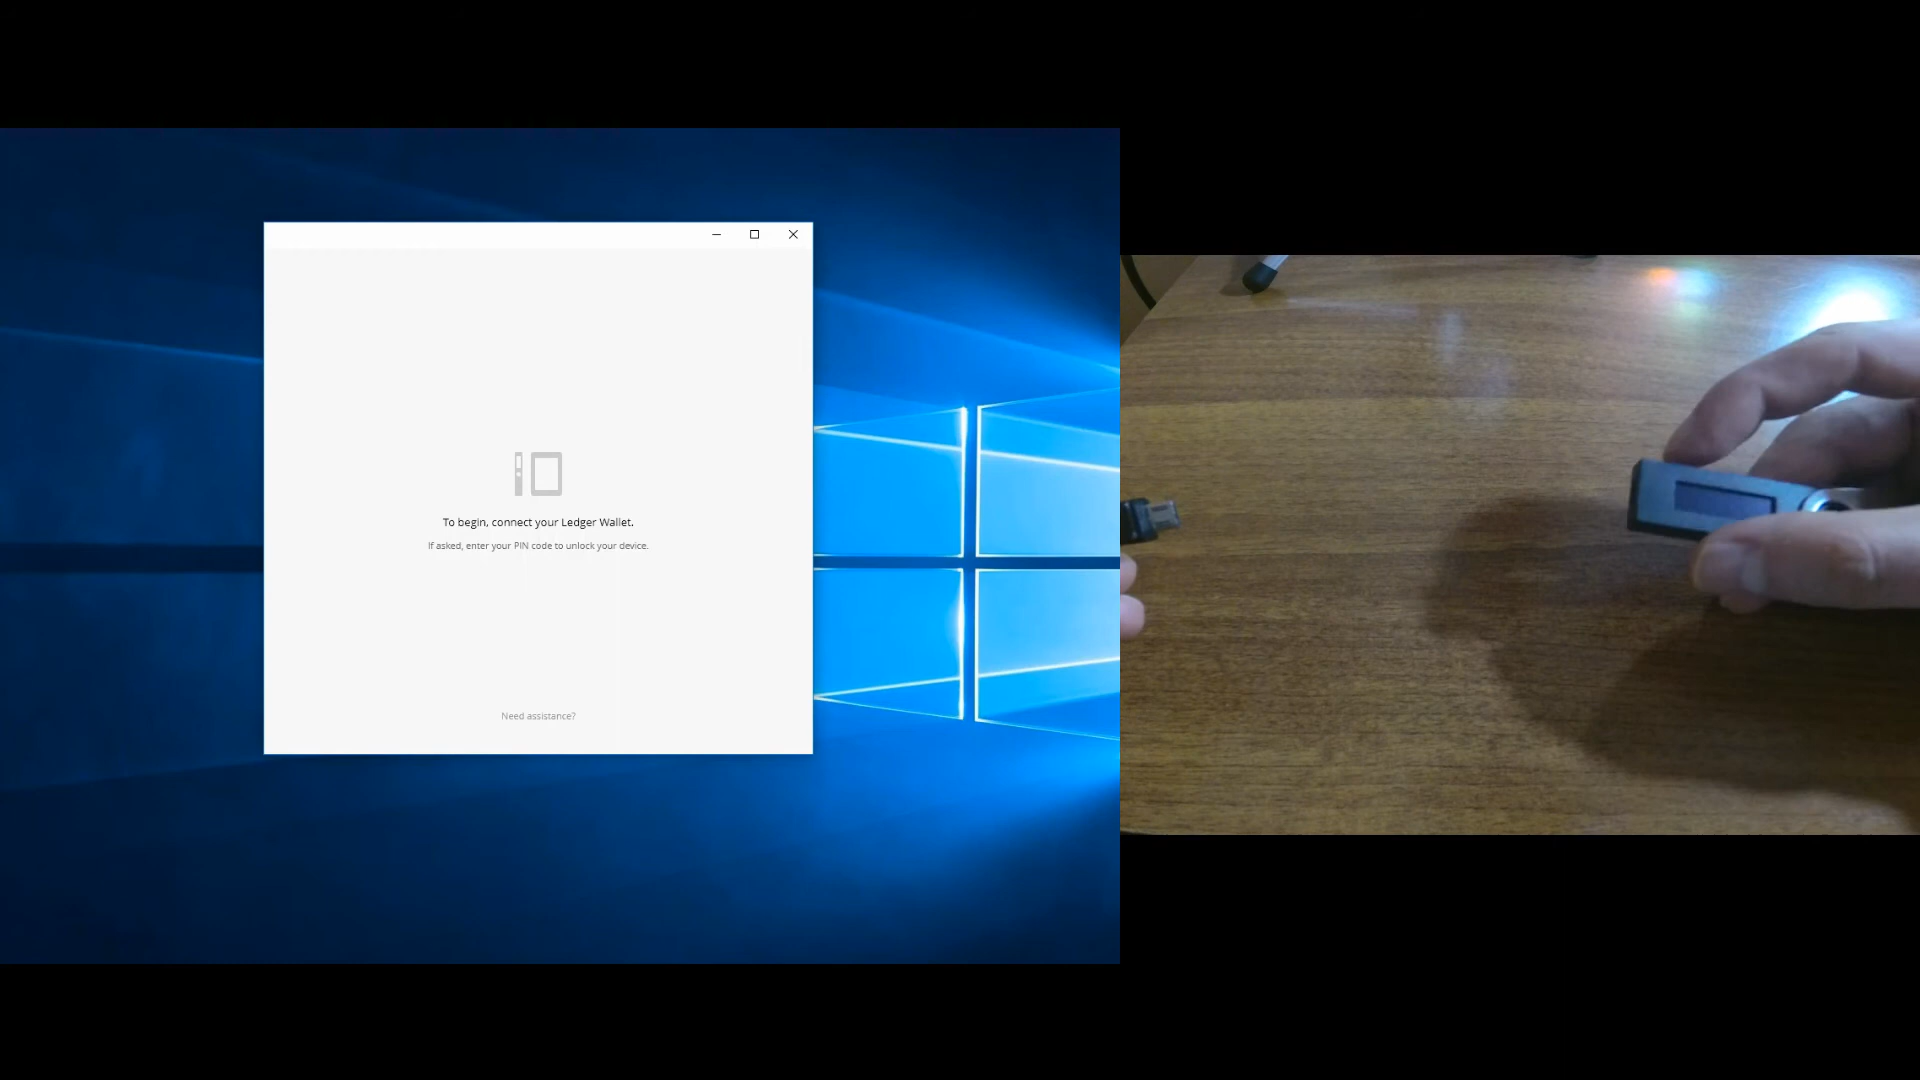 To begin, connect your Ledger Wallet.
If asked, enter your PIN code to unlock your device.
Need assistance?